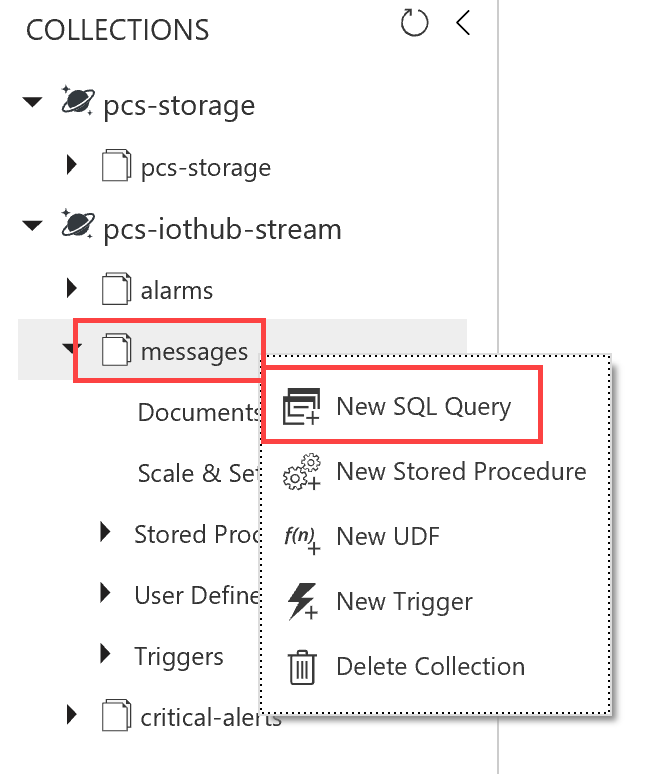 COLLECTIONS
pcs-storage
pcs-storage
pcs-iothub-stream
alarms
messages
Documents
New SQL Query
Scale & Set
New Stored Procedure
Stored Proc
f(n) New UDF
User Define
New Trigger
Triggers
Delete Collection
critical-alerts